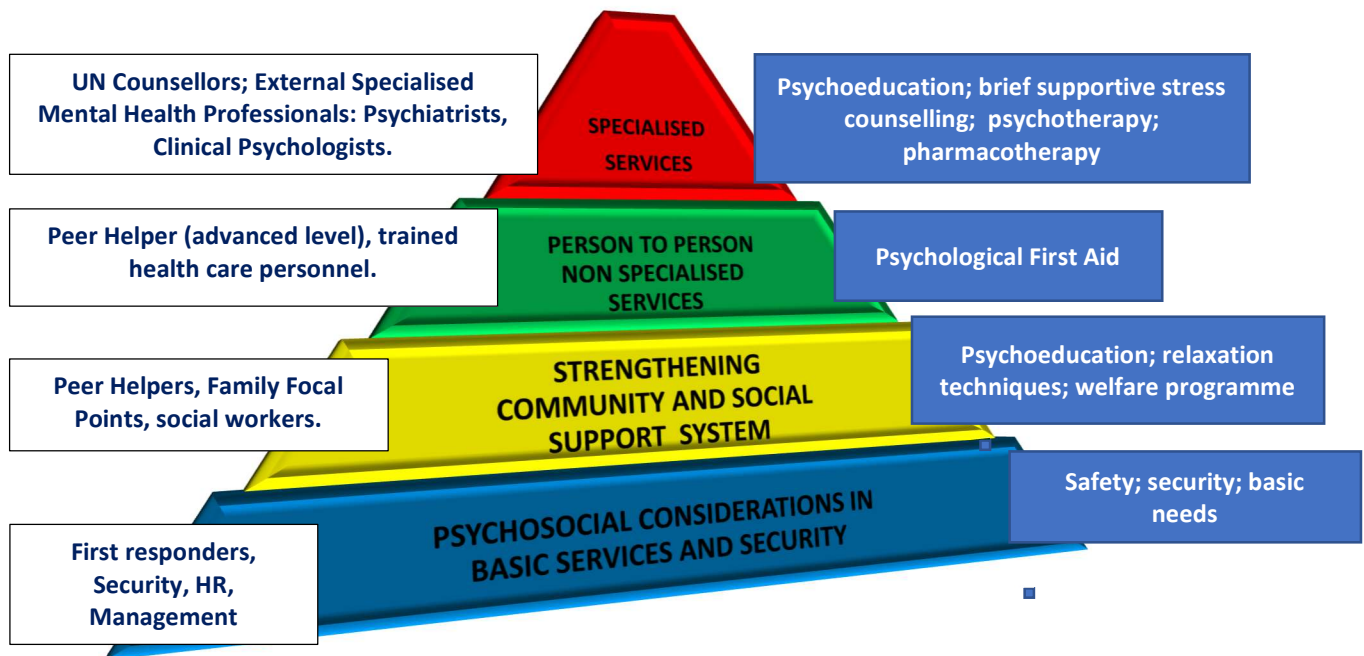 UN Counsellors; External Specialised
Mental Health Professionals: Psychiatrists,
Clinical Psychologists.
SPECIALISED
SERVICES
Psychoeducation; brief supportive stress
counselling; psychotherapy;
pharmacotherapy
Peer Helper (advanced level), trained
health care personnel.
PERSON TO PERSON
NON SPECIALISED
SERVICES
Psychological First Aid
Peer Helpers, Family Focal
Points, social workers.
STRENGTHENING
COMMUNITY AND SOCIAL
SUPPORT SYSTEM
Psychoeducation; relaxation
techniques; welfare programme
First responders,
Security, HR,
Management
PSYCHOSOCIAL CONSIDERATIONS IN
BASIC SERVICES AND SECURITY
Safety; security; basic
needs